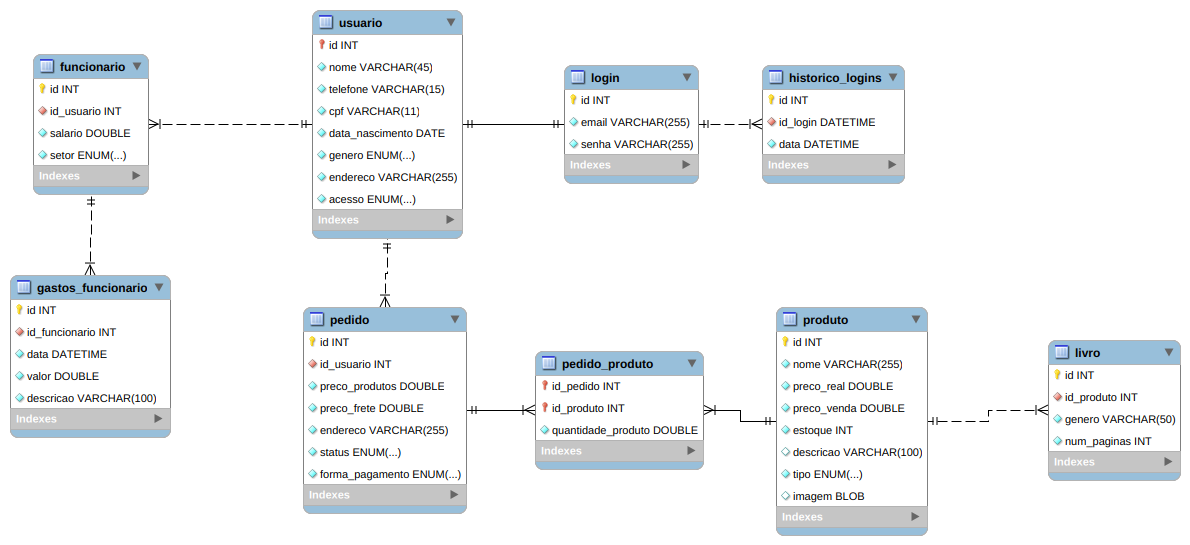 usuario
id INT
nome VARCHAR(45)
telefone VARCHAR(15)
cpf VARCHAR(11)
data_nascimento DATE
genero ENUM(...)
endereco VARCHAR(255)
acesso ENUM(...)
Indexes
funcionario
id INT
id_usuario INT
salario DOUBLE
setor ENUM(...)
Indexes
login
id INT
email VARCHAR(255)
senha VARCHAR(255)
Indexes
historico_logins
id INT
id_login DATETIME
data DATETIME
Indexes
gastos_funcionario
id INT
id_funcionario INT
data DATETIME
valor DOUBLE
descricao VARCHAR(100)
Indexes
pedido
id INT
id_usuario INT
preco_produtos DOUBLE
preco_frete DOUBLE
endereco VARCHAR(255)
status ENUM(...)
forma_pagamento ENUM(...)
Indexes
pedido_produto
id_pedido INT
id_produto INT
quantidade_produto DOUBLE
Indexes
produto
id INT
nome VARCHAR(255)
preco_real DOUBLE
preco_venda DOUBLE
estoque INT
descricao VARCHAR(100)
tipo ENUM(...)
imagem BLOB
Indexes
livro
id INT
id_produto INT
genero VARCHAR(50)
num_paginas INT
Indexes